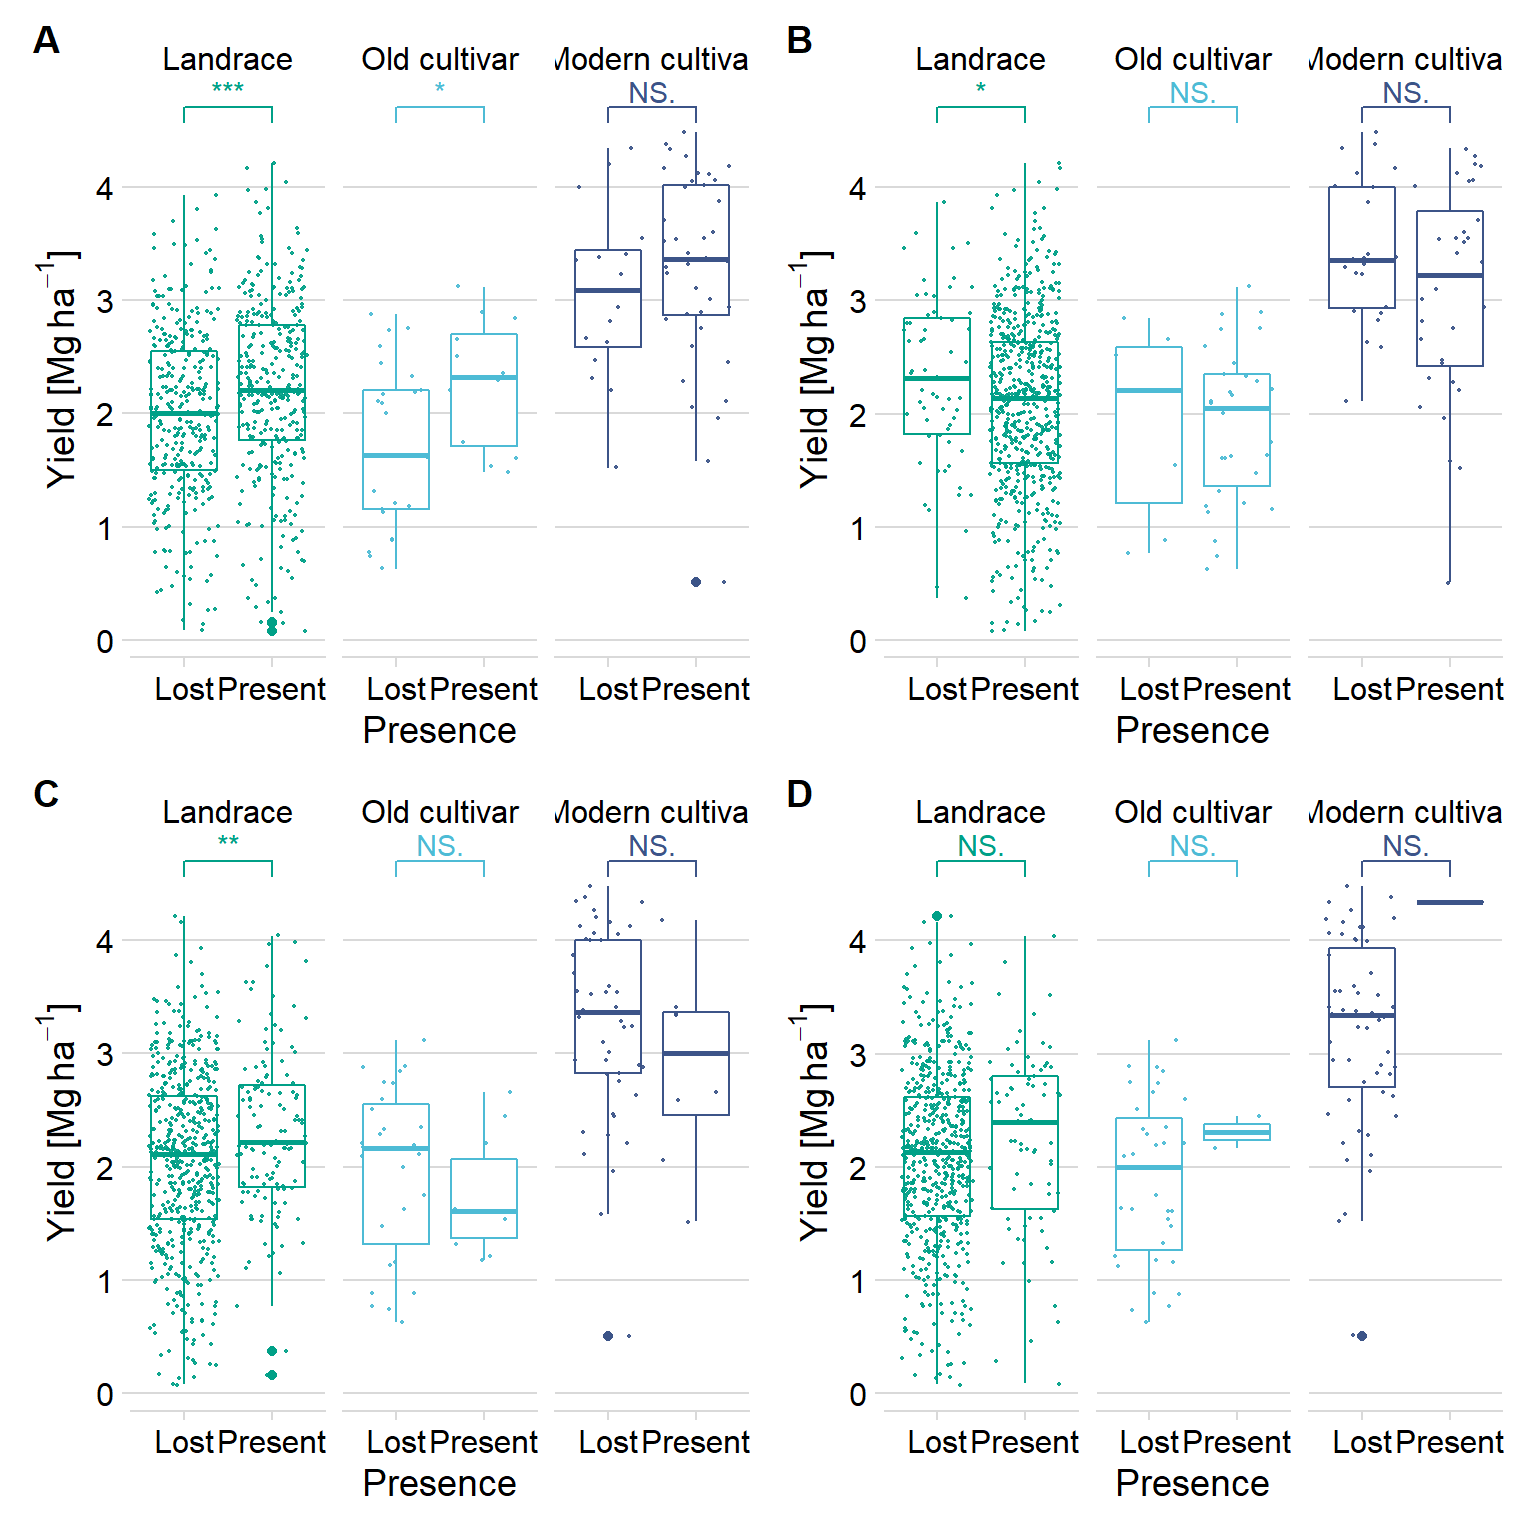 A
Landrace Old cultivar Modern cultiva
*** * NS.
Yield [Mg ha⁻¹]
4
3
2
1
0
Lost Present Lost Present Lost Present
Presence
B
Landrace Old cultivar Modern cultiva
* NS. NS.
Yield [Mg ha⁻¹]
4
3
2
1
0
Lost Present Lost Present Lost Present
Presence
C
Landrace Old cultivar Modern cultiva
** NS. NS.
Yield [Mg ha⁻¹]
4
3
2
1
0
Lost Present Lost Present Lost Present
Presence
D
Landrace Old cultivar Modern cultiva
NS. NS. NS.
Yield [Mg ha⁻¹]
4
3
2
1
0
Lost Present Lost Present Lost Present
Presence